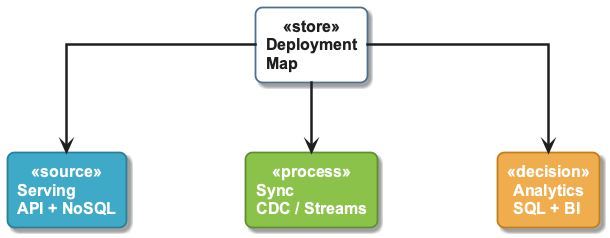 «store»
Deployment
Map
«source»
Serving
API + NoSQL
«process»
Sync
CDC / Streams
«decision»
Analytics
SQL + BI